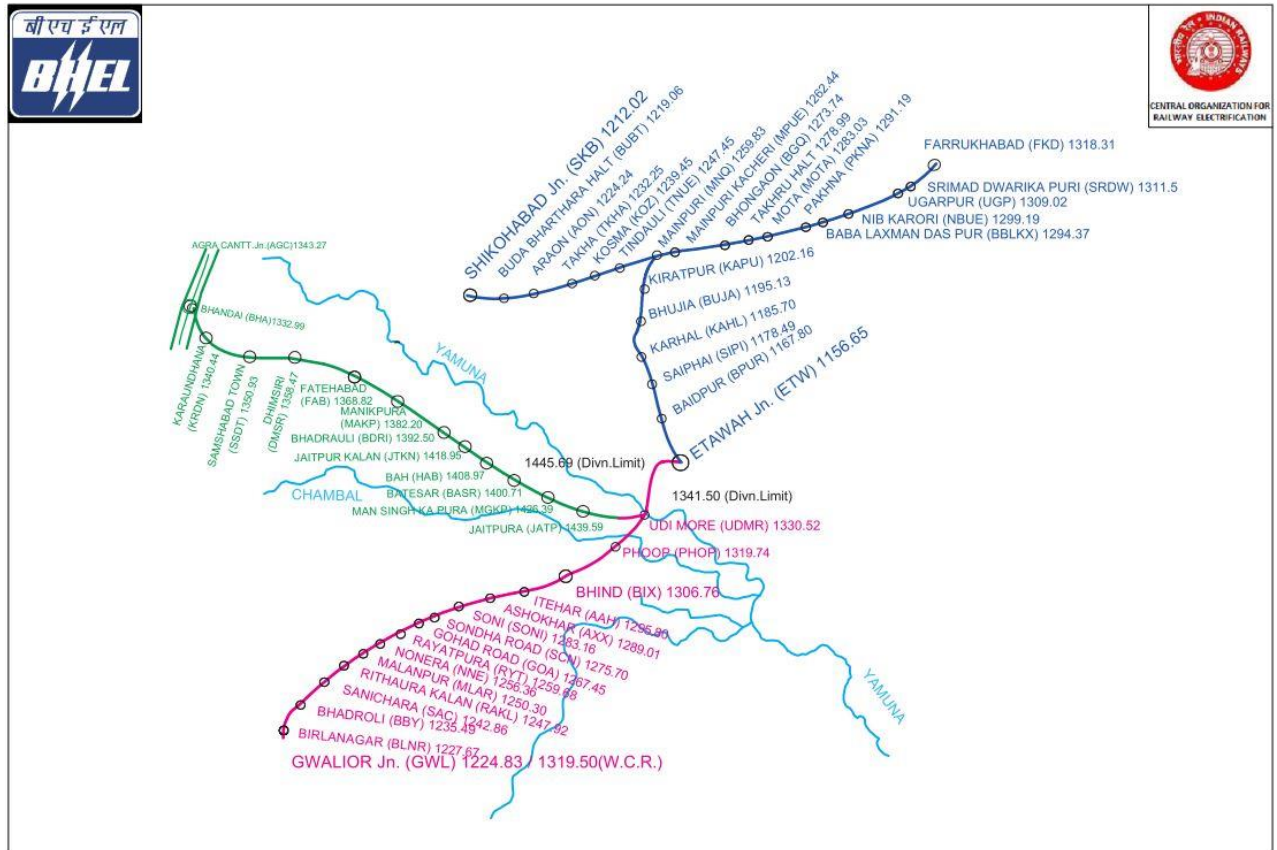 बी एच ई एल
BHEL
CENTRAL ORGANIZATION FOR
RAILWAY ELECTRIFICATION
SHIKOHABAD Jn. (SKB) 1212.02
BUDA BHARTHARA HALT (BUBT) 1219.06
ARAON (AON) 1224.24
TAKHA (TKHA) 1232.25
KOSMA (KOZ) 1239.45
TINDAULI (TNUE) 1247.45
MAINPURI (MNQ) 1259.83
MAINPURI KACHERI (MPUE) 1262.44
BHONGAON (BGQ) 1273.74
TAKHRU HALT 1278.99
MOTA (MOTA) 1283.03
PAKHNA (PKNA) 1291.19
FARRUKHABAD (FKD) 1318.31
SRIMAD DWARIKA PURI (SRDW) 1311.5
UGARPUR (UGP) 1309.02
NIB KARORI (NBUE) 1299.19
BABA LAXMAN DAS PUR (BBLKX) 1294.37
KIRATPUR (KAPU) 1202.16
BHUJIA (BUJA) 1195.13
KARHAL (KAHL) 1185.70
SAIPHAI (SIPI) 1178.49
BAIDPUR (BPUR) 1167.80
ETAWAH Jn. (ETW) 1156.65
AGRA CANTT.Jn.(AGC)1343.27
BHANDAI (BHA)1332.99
KARAUNDHANA
(KRDN) 1340.44
SAMSHABAD TOWN
(SSDT) 1350.93
DHIMSIRI
(DMSR) 1358.47
FATEHABAD
(FAB) 1368.82
MANIKPURA
(MAKP) 1382.20
BHADRAULI (BDRI) 1392.50
JAITPUR KALAN (JTKN) 1418.95
BAH (HAB) 1408.97
BATESAR (BASR) 1400.71
MAN SINGH KA PURA (MGKP) 1426.39
JAITPURA (JATP) 1439.59
YAMUNA
CHAMBAL
1445.69 (Divn.Limit)
1341.50 (Divn.Limit)
UDI MORE (UDMR) 1330.52
PHOOP (PHOP) 1319.74
BHIND (BIX) 1306.76
ITEHAR (AAH) 1295.80
ASHOKHAR (AXX) 1289.01
SONI (SONI) 1283.16
SONDHA ROAD (SCN) 1275.70
GOHAD ROAD (GOA) 1267.45
RAYATPURA (RYT) 1259.68
NONERA (NNE) 1256.36
MALANPUR (MLAR) 1250.30
RITHAURA KALAN (RAKL) 1247.92
SANICHARA (SAC) 1242.86
BHADROLI (BBY) 1235.49
BIRLANAGAR (BLNR) 1227.67
GWALIOR Jn. (GWL) 1224.83 / 1319.50(W.C.R.)
YAMUNA